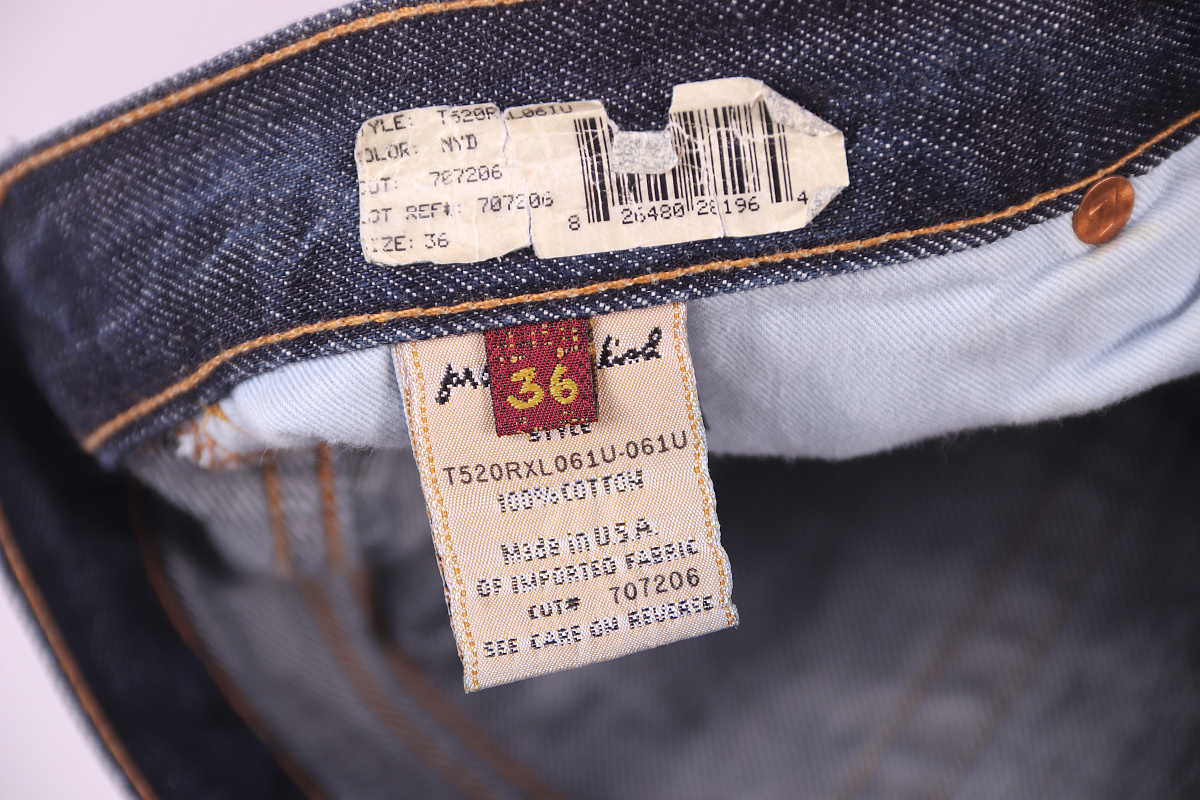 YLE: T520RXL061U
OLOR: NYD
CUT: 707206
OT REF#: 707206
IZE: 36
8 26480 28196 4
36
STYLE
T520RXL061U-061U
100% COTTON
Made in U.S.A.
OF IMPORTED FABRIC
CUT# 707206
SEE CARE ON REVERSE